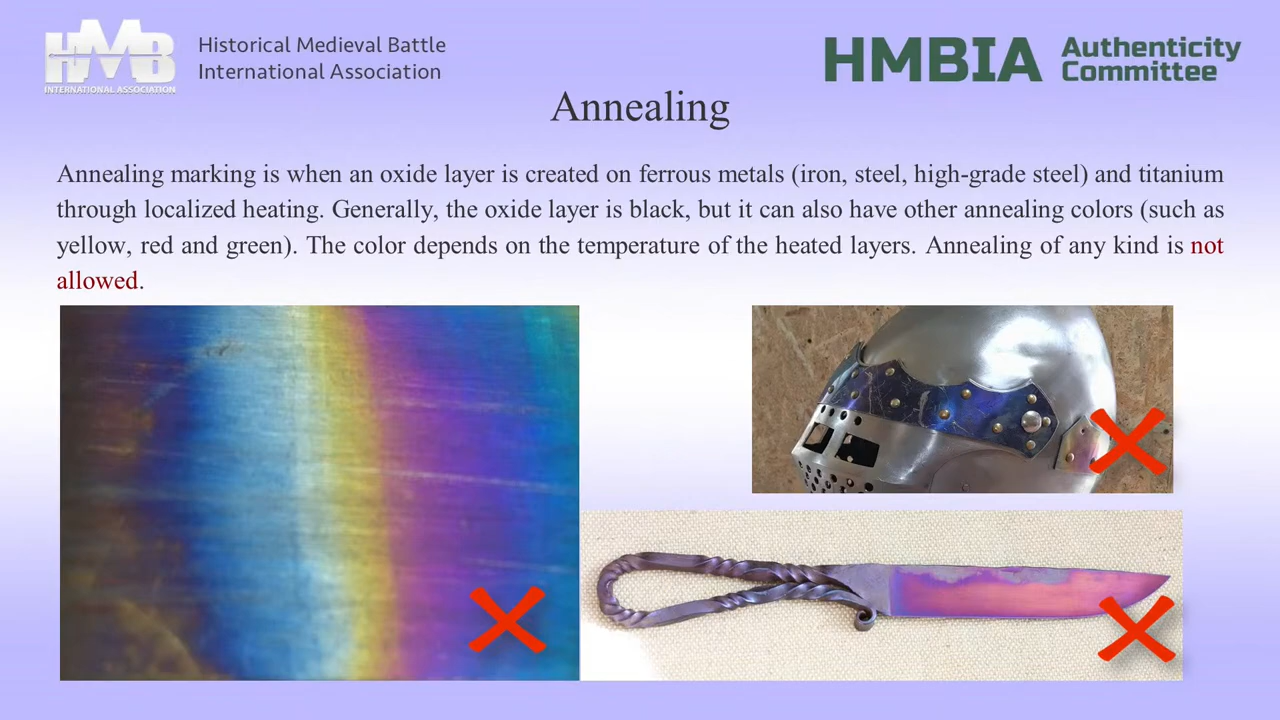 HMB
INTERNATIONAL ASSOCIATION
Historical Medieval Battle
International Association
HMBIA
Authenticity
Committee
Annealing
Annealing marking is when an oxide layer is created on ferrous metals (iron, steel, high-grade steel) and titanium
through localized heating. Generally, the oxide layer is black, but it can also have other annealing colors (such as
yellow, red and green). The color depends on the temperature of the heated layers. Annealing of any kind is not
allowed.